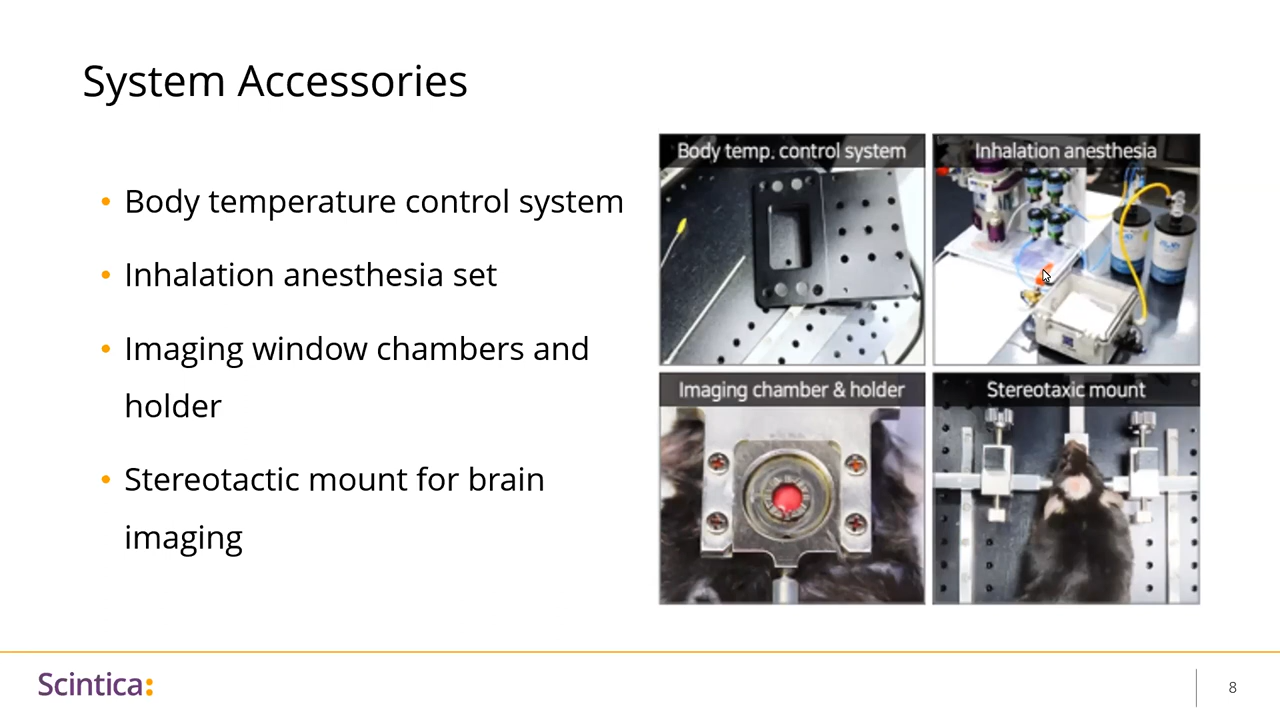 System Accessories
Body temperature control system
Inhalation anesthesia set
Imaging window chambers and
holder
Stereotactic mount for brain
imaging
Body temp. control system
Inhalation anesthesia
Imaging chamber & holder
Stereotaxic mount
Scintica:
8